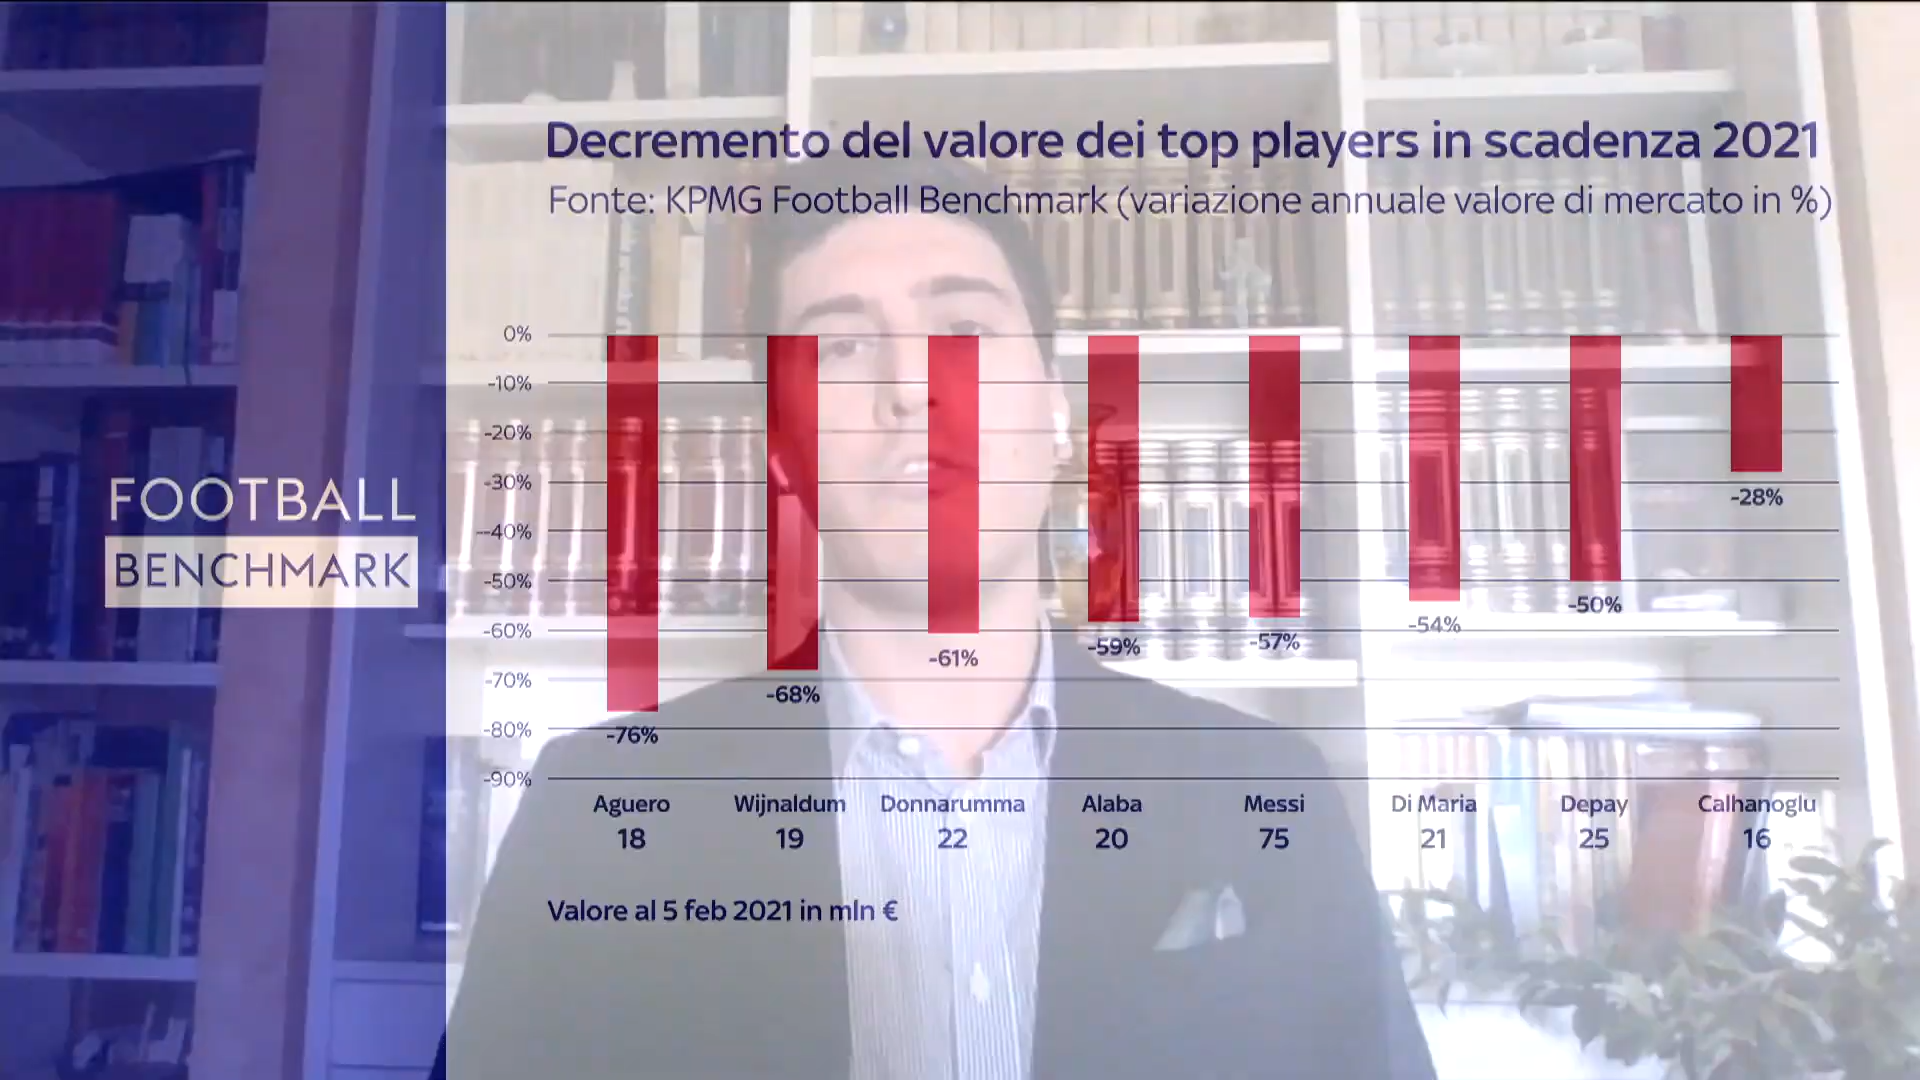 FOOTBALL
BENCHMARK
Decremento del valore dei top players in scadenza 2021
Fonte: KPMG Football Benchmark (variazione annuale valore di mercato in %)
0%
-10%
-20%
-30%
--40%
-50%
-60%
-70%
-80%
-90%
-76%
-68%
-61%
-59%
-57%
-54%
-50%
-28%
Aguero Wijnaldum Donnarumma Alaba Messi Di Maria Depay Calhanoglu
18 19 22 20 75 21 25 16
Valore al 5 feb 2021 in mln €